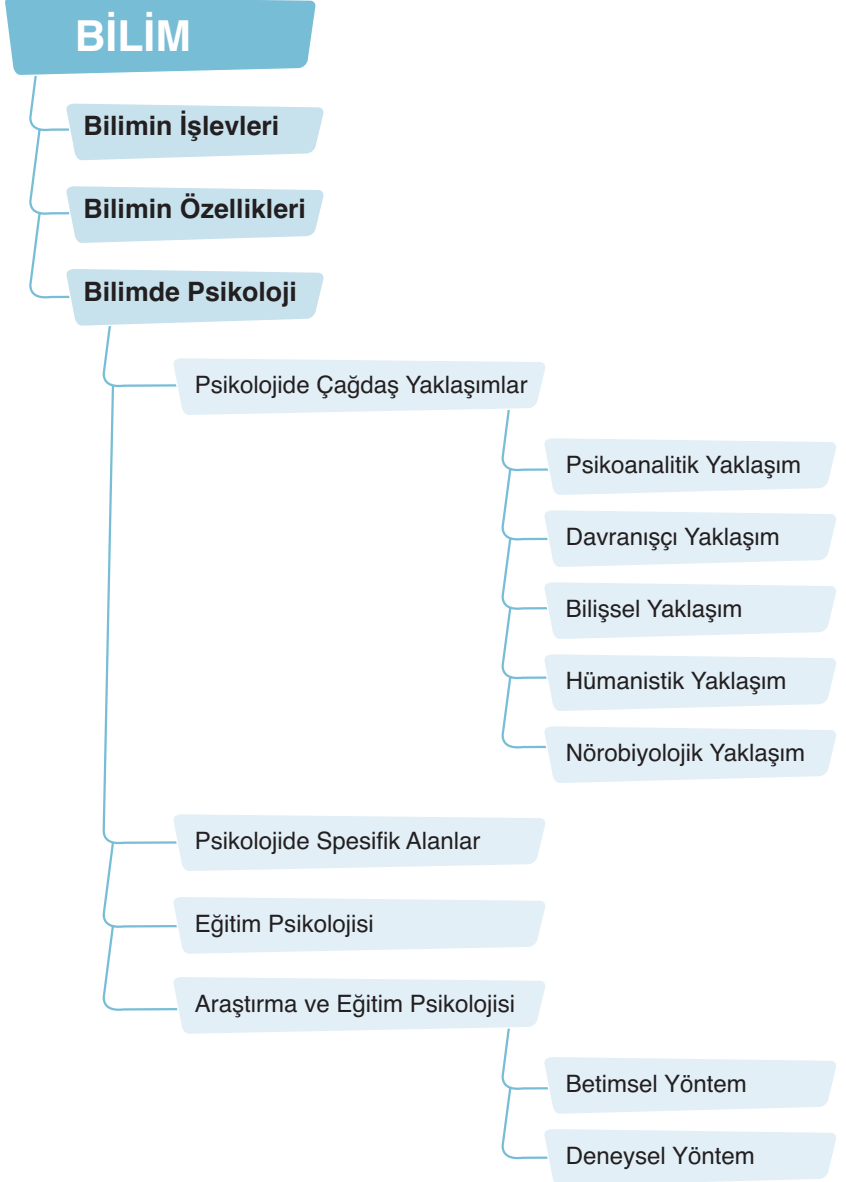 BİLİM
Bilimin İşlevleri
Bilimin Özellikleri
Bilimde Psikoloji
Psikolojide Çağdaş Yaklaşımlar
Psikoanalitik Yaklaşım
Davranışçı Yaklaşım
Bilişsel Yaklaşım
Hümanistik Yaklaşım
Nörobiyolojik Yaklaşım
Psikolojide Spesifik Alanlar
Eğitim Psikolojisi
Araştırma ve Eğitim Psikolojisi
Betimsel Yöntem
Deneysel Yöntem